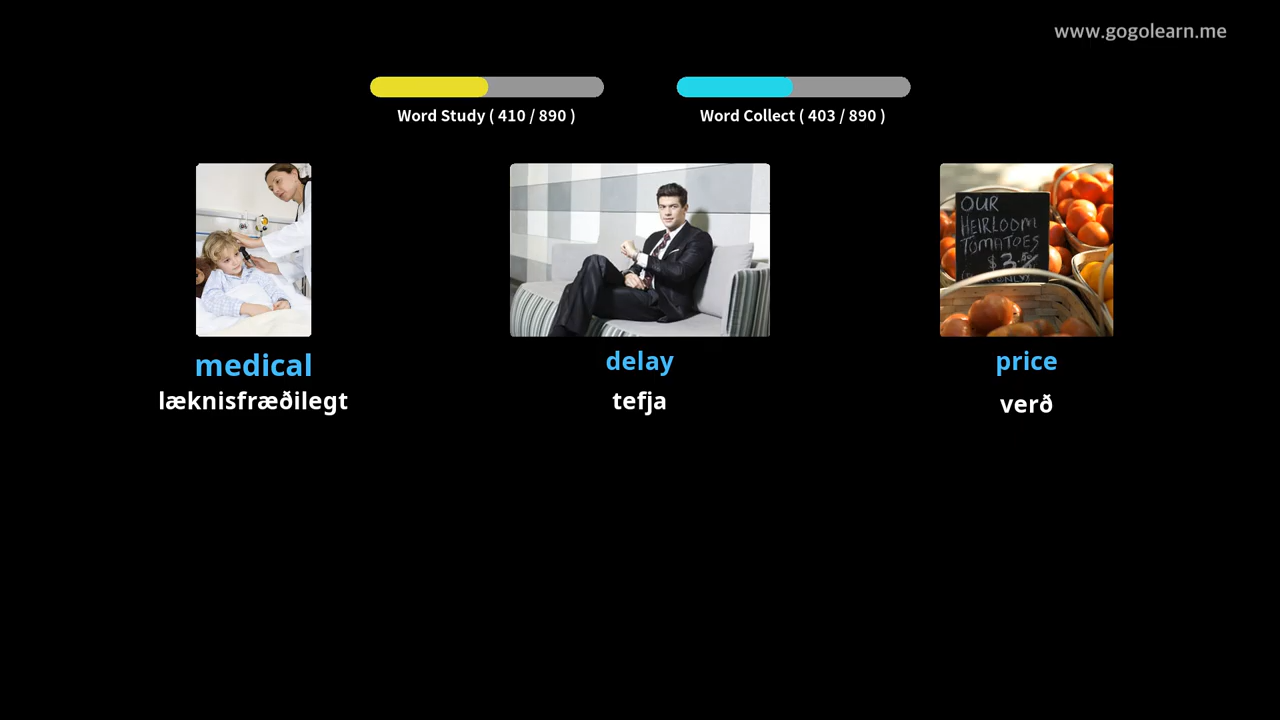 www.gogolearn.me
Word Study ( 410 / 890 )
Word Collect ( 403 / 890 )
OUR
HEIRLOOM
TOMATOES
medical
delay
price
læknisfræðilegt
tefja
verð